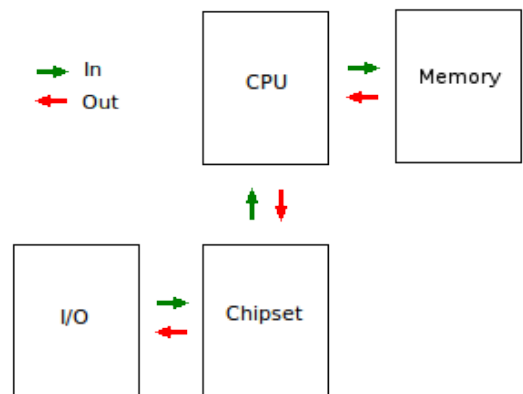 In
Out
CPU
Memory
I/O
Chipset